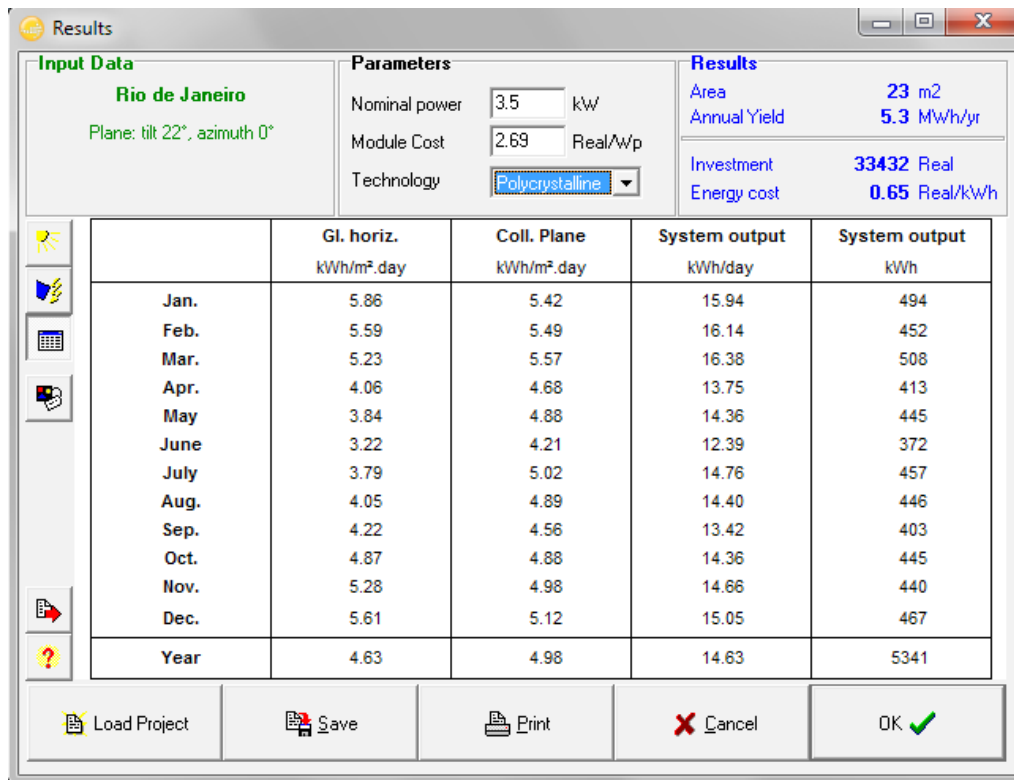 Results
Input Data
Rio de Janeiro
Plane: tilt 22°, azimuth 0°
Parameters
Nominal power 3.5 kW
Module Cost 2.69 Real/Wp
Technology Polycrystalline
Results
Area 23 m2
Annual Yield 5.3 MWh/yr
Investment 33432 Real
Energy cost 0.65 Real/kWh
Gl. horiz. Coll. Plane System output System output
kWh/m².day kWh/m².day kWh/day kWh
Jan. 5.86 5.42 15.94 494
Feb. 5.59 5.49 16.14 452
Mar. 5.23 5.57 16.38 508
Apr. 4.06 4.68 13.75 413
May 3.84 4.88 14.36 445
June 3.22 4.21 12.39 372
July 3.79 5.02 14.76 457
Aug. 4.05 4.89 14.40 446
Sep. 4.22 4.56 13.42 403
Oct. 4.87 4.88 14.36 445
Nov. 5.28 4.98 14.66 440
Dec. 5.61 5.12 15.05 467
Year 4.63 4.98 14.63 5341
?
Load Project Save Print Cancel OK